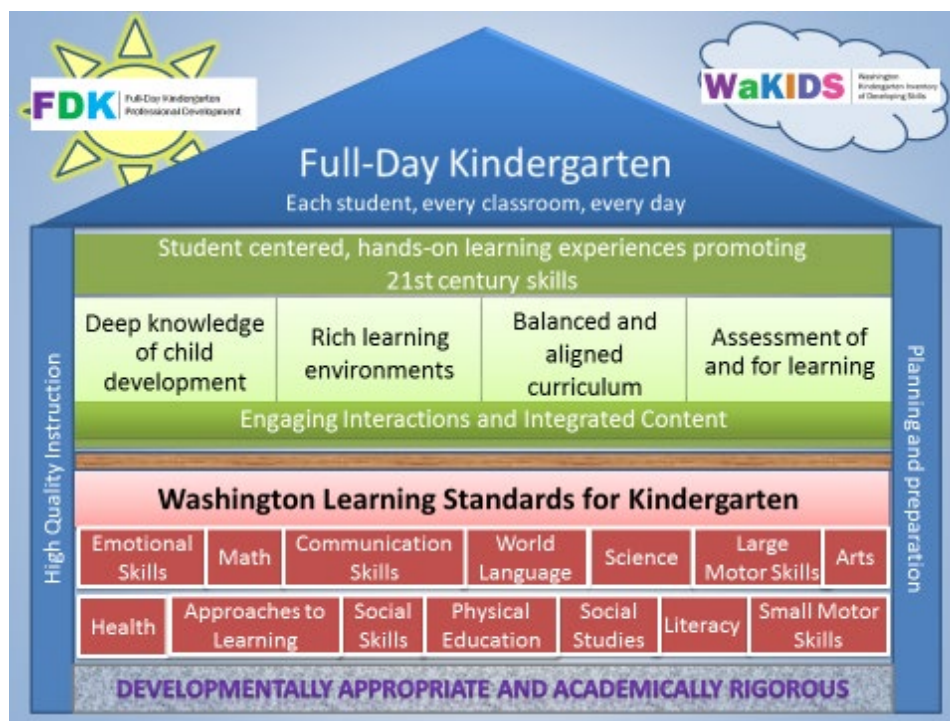 FDK
Full-Day Kindergarten
Professional Development
WaKIDS
Washington
Kindergarten Inventory
of Developing Skills
Full-Day Kindergarten
Each student, every classroom, every day
Student centered, hands-on learning experiences promoting
21st century skills
Deep knowledge
of child
development
Rich learning
environments
Balanced and
aligned
curriculum
Assessment of
and for learning
Engaging Interactions and Integrated Content
High Quality Instruction
Planning and preparation
Washington Learning Standards for Kindergarten
Emotional
Skills
Math
Communication
Skills
World
Language
Science
Large
Motor Skills
Arts
Health
Approaches to
Learning
Social
Skills
Physical
Education
Social
Studies
Literacy
Small Motor
Skills
DEVELOPMENTALLY APPROPRIATE AND ACADEMICALLY RIGOROUS